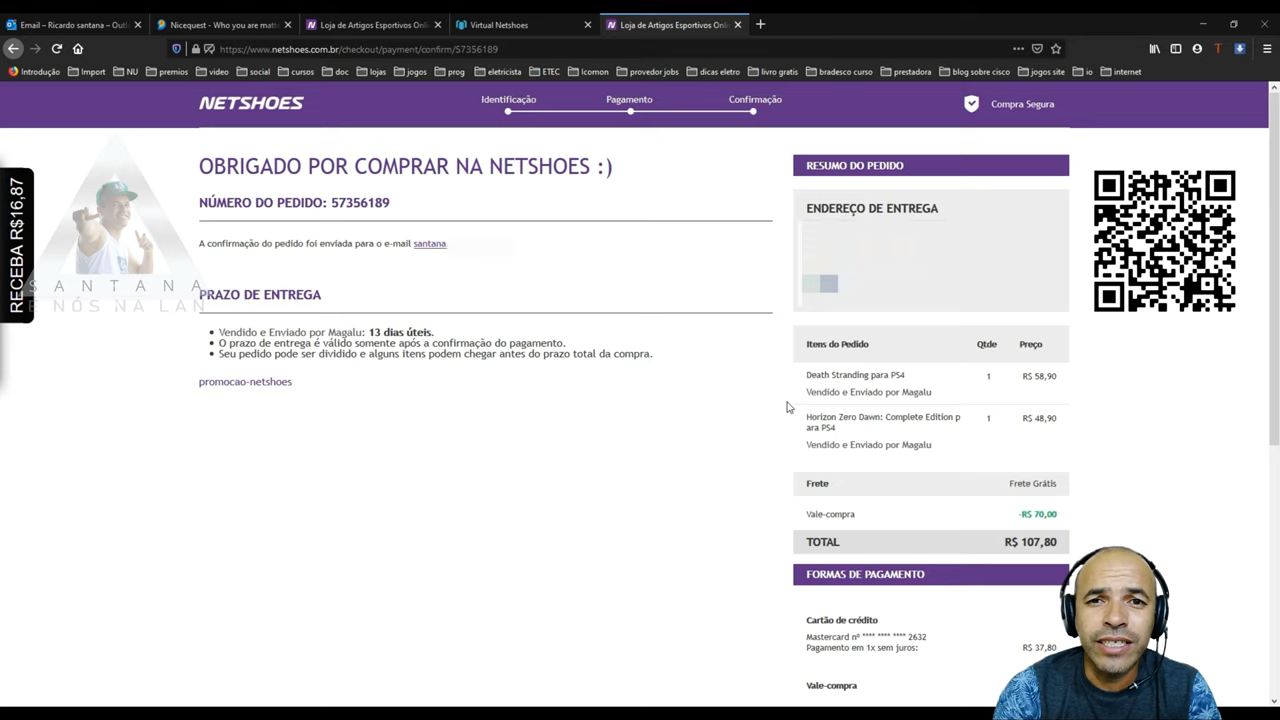 Email – Ricardo santana – Outl
Nicequest - Who you are matt
Loja de Artigos Esportivos Onli
Virtual Netshoes
Loja de Artigos Esportivos Onli
https://www.netshoes.com.br/checkout/payment/confirm/57356189
Introdução
Import
NU
premios
video
social
cursos
doc
lojas
jogos
prog
eletricista
ETEC
Icomon
provedor jobs
dicas eletro
livro gratis
bradesco curso
prestadora
blog sobre cisco
jogos site
io
internet
NETSHOES
Identificação
Pagamento
Confirmação
Compra Segura
OBRIGADO POR COMPRAR NA NETSHOES :)
NÚMERO DO PEDIDO: 57356189
A confirmação do pedido foi enviada para o e-mail santana
RECEBA R$16,87
SANTANA
É NÓS NA LAN
PRAZO DE ENTREGA
Vendido e Enviado por Magalu: 13 dias úteis.
O prazo de entrega é válido somente após a confirmação do pagamento.
Seu pedido pode ser dividido e alguns itens podem chegar antes do prazo total da compra.
promocao-netshoes
RESUMO DO PEDIDO
ENDEREÇO DE ENTREGA
Itens do Pedido Qtde Preço
Death Stranding para PS4 1 R$ 58,90
Vendido e Enviado por Magalu
Horizon Zero Dawn: Complete Edition p 1 R$ 48,90
ara PS4
Vendido e Enviado por Magalu
Frete Frete Grátis
Vale-compra -R$ 70,00
TOTAL R$ 107,80
FORMAS DE PAGAMENTO
Cartão de crédito
Mastercard nº **** **** **** 2632
Pagamento em 1x sem juros: R$ 37,80
Vale-compra